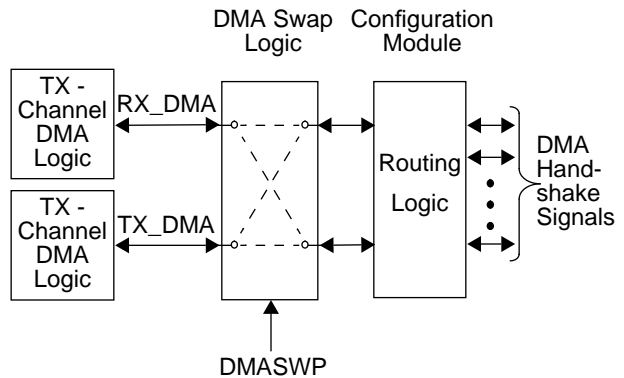 DMA Swap
Logic
Configuration
Module
TX -
Channel
DMA
Logic
RX_DMA
TX -
Channel
DMA
Logic
TX_DMA
Routing
Logic
DMA
Hand-
shake
Signals
DMASWP